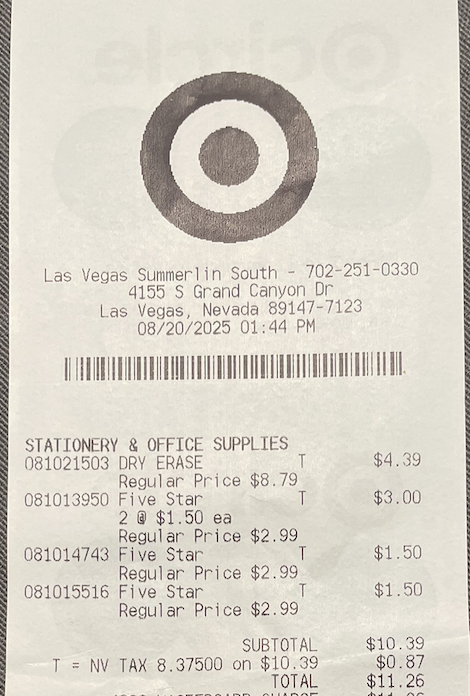 Las Vegas Summerlin South - 702-251-0330
4155 S Grand Canyon Dr
Las Vegas, Nevada 89147-7123
08/20/2025 01:44 PM
STATIONERY & OFFICE SUPPLIES
081021503 DRY ERASE T $4.39
Regular Price $8.79
081013950 Five Star T $3.00
2 @ $1.50 ea
Regular Price $2.99
081014743 Five Star T $1.50
Regular Price $2.99
081015516 Five Star T $1.50
Regular Price $2.99
SUBTOTAL $10.39
T = NV TAX 8.37500 on $10.39 $0.87
TOTAL $11.26